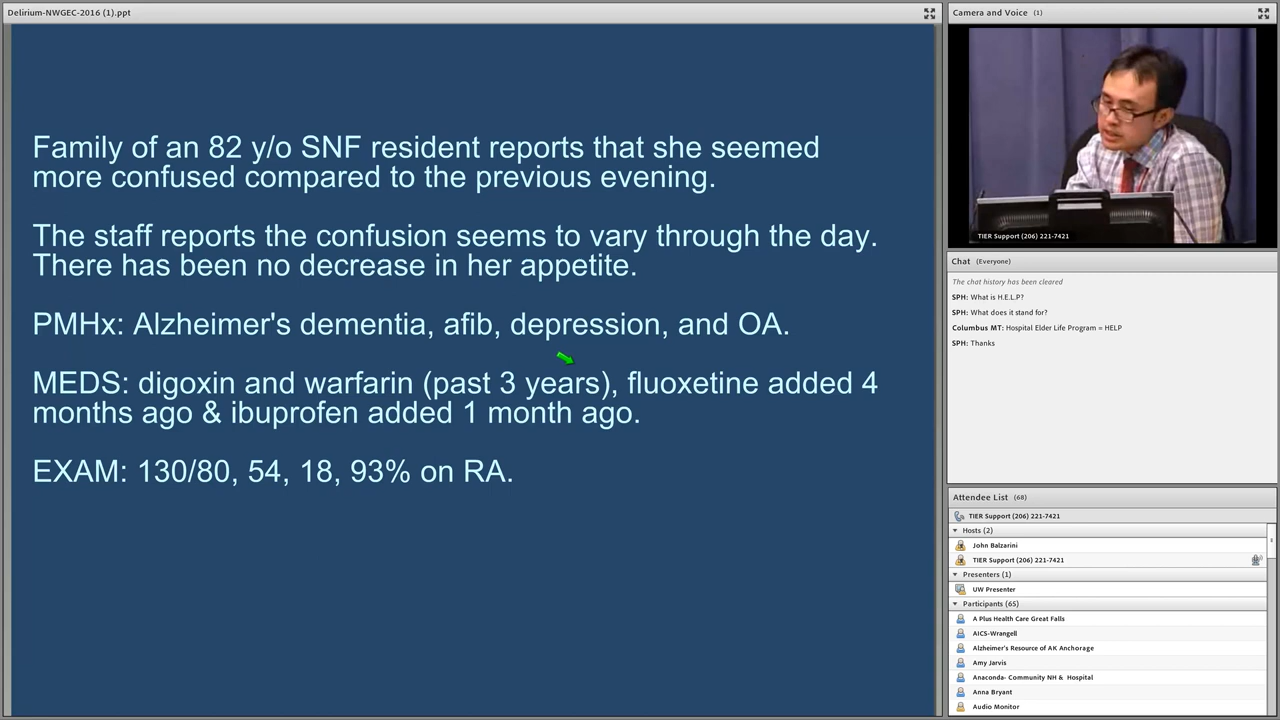 Delirium-NWGEC-2016 (1).ppt
Family of an 82 y/o SNF resident reports that she seemed
more confused compared to the previous evening.
The staff reports the confusion seems to vary through the day.
There has been no decrease in her appetite.
PMHx: Alzheimer's dementia, afib, depression, and OA.
MEDS: digoxin and warfarin (past 3 years), fluoxetine added 4
months ago & ibuprofen added 1 month ago.
EXAM: 130/80, 54, 18, 93% on RA.
Camera and Voice (1)
TIER Support (206) 221-7421
Chat (Everyone)
The chat history has been cleared
SPH: What is H.E.L.P?
SPH: What does it stand for?
Columbus MT: Hospital Elder Life Program = HELP
SPH: Thanks
Attendee List (68)
TIER Support (206) 221-7421
Hosts (2)
John Balzarini
TIER Support (206) 221-7421
Presenters (1)
UW Presenter
Participants (65)
A Plus Health Care Great Falls
AICS-Wrangell
Alzheimer's Resource of AK Anchorage
Amy Jarvis
Anaconda- Community NH & Hospital
Anna Bryant
Audio Monitor